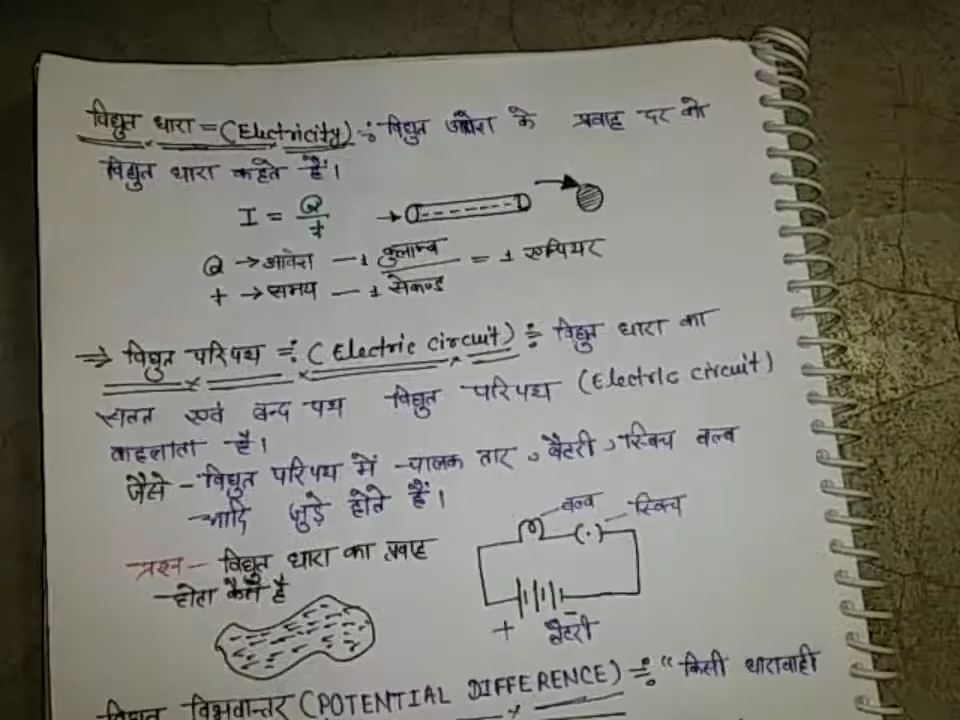 विद्युत धारा = (Electricity) ÷ विद्युत आवेश के प्रवाह दर को
विद्युत धारा कहते हैं।
I = Q/t
Q → आवेश — 1 कुलाम्ब
= 1 एम्पियर
t → समय — 1 सेकण्ड
⇒ विद्युत परिपथ ÷ (Electric circuit) ÷ विद्युत धारा का
सतत एवं बन्द पथ विद्युत परिपथ (Electric circuit)
कहलाता है।
जैसे – विद्युत परिपथ में चालक तार, बैटरी, स्विच बल्ब
आदि जुड़े होते हैं।
बल्ब स्विच
प्रश्न – विद्युत धारा का प्रवाह
होता कैसे है
+ – बैटरी
विद्युत विभवान्तर (POTENTIAL DIFFERENCE) ÷ "किसी धारावाही